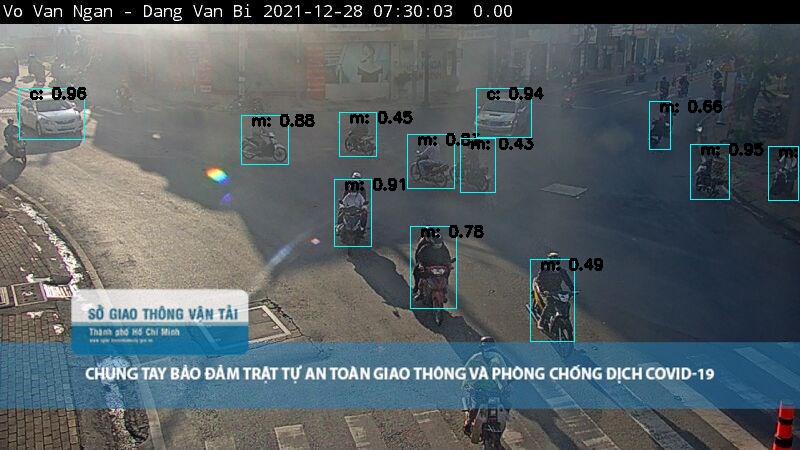 Vo Van Ngan - Dang Van Bi 2021-12-28 07:30:03 0.00
c: 0.96
c: 0.94
m: 0.66
m: 0.88
m: 0.45
m: 0.43
m: 0.95
m:
m: 0.91
m: 0.78
m: 0.49
SỞ GIAO THÔNG VẬN TẢI
Thành phố Hồ Chí Minh
CHUNG TAY BẢO ĐẢM TRẬT TỰ AN TOÀN GIAO THÔNG VÀ PHÒNG CHỐNG DỊCH COVID-19